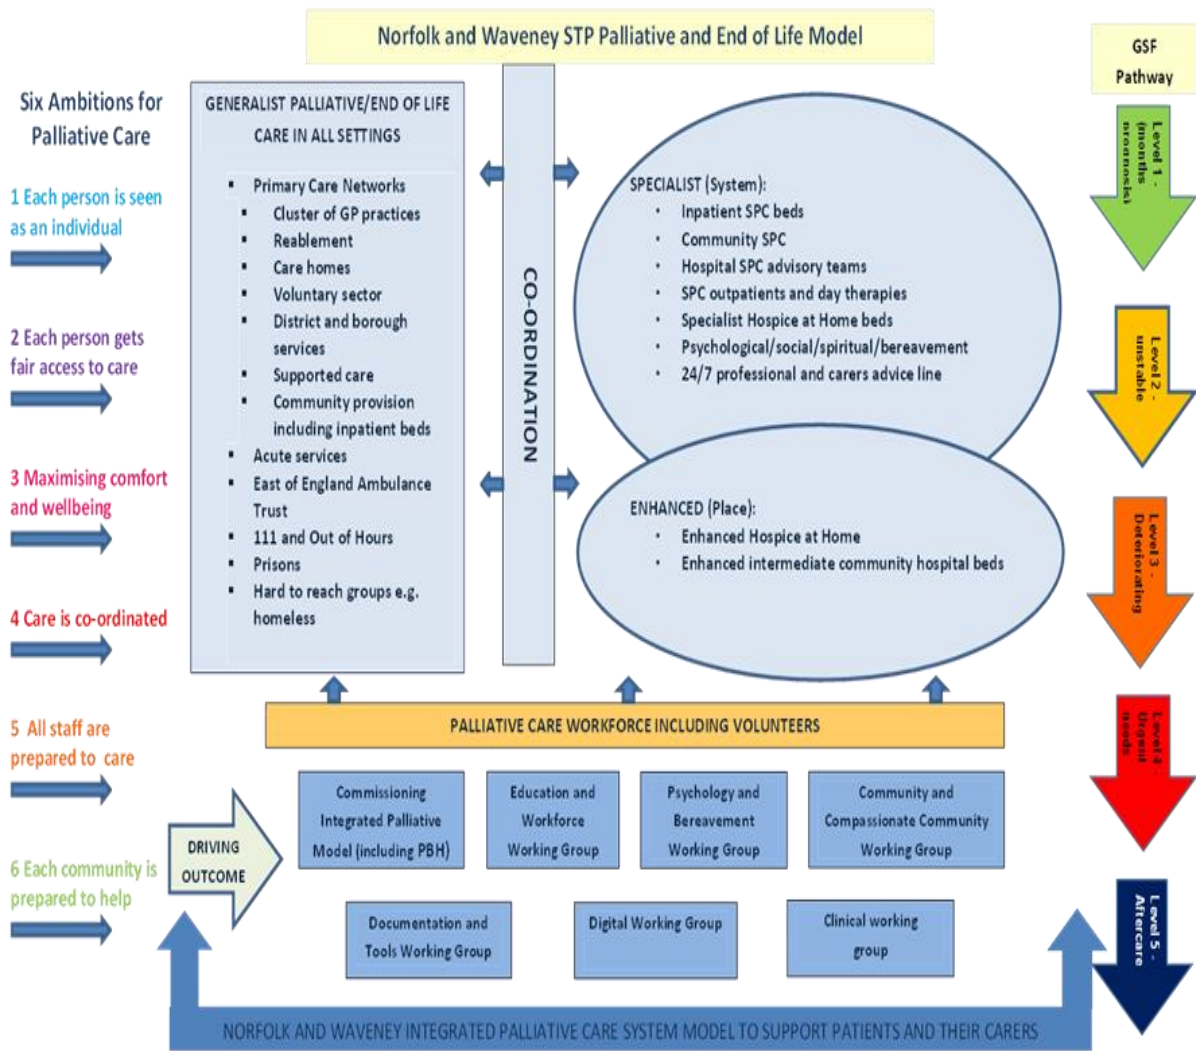 Norfolk and Waveney STP Palliative and End of Life Model
GSF
Pathway
Six Ambitions for
Palliative Care
1 Each person is seen
as an individual
2 Each person gets
fair access to care
3 Maximising comfort
and wellbeing
4 Care is co-ordinated
5 All staff are
prepared to care
6 Each community is
prepared to help
GENERALIST PALLIATIVE/END OF LIFE
CARE IN ALL SETTINGS
▪ Primary Care Networks
▪ Cluster of GP practices
▪ Reablement
▪ Care homes
▪ Voluntary sector
▪ District and borough
services
▪ Supported care
▪ Community provision
including inpatient beds
▪ Acute services
▪ East of England Ambulance
Trust
▪ 111 and Out of Hours
▪ Prisons
▪ Hard to reach groups e.g.
homeless
CO-ORDINATION
SPECIALIST (System):
• Inpatient SPC beds
• Community SPC
• Hospital SPC advisory teams
• SPC outpatients and day therapies
• Specialist Hospice at Home beds
• Psychological/social/spiritual/bereavement
• 24/7 professional and carers advice line
ENHANCED (Place):
• Enhanced Hospice at Home
• Enhanced intermediate community hospital beds
Level 1 -
(months
prognosis)
Level 2 -
unstable
Level 3 -
Deteriorating
Level 4 -
Urgent
needs
Level 5 -
Aftercare
PALLIATIVE CARE WORKFORCE INCLUDING VOLUNTEERS
DRIVING
OUTCOME
Commissioning
Integrated Palliative
Model (including PBH)
Education and
Workforce
Working Group
Psychology and
Bereavement
Working Group
Community and
Compassionate Community
Working Group
Documentation and
Tools Working Group
Digital Working Group
Clinical working
group
NORFOLK AND WAVENEY INTEGRATED PALLIATIVE CARE SYSTEM MODEL TO SUPPORT PATIENTS AND THEIR CARERS